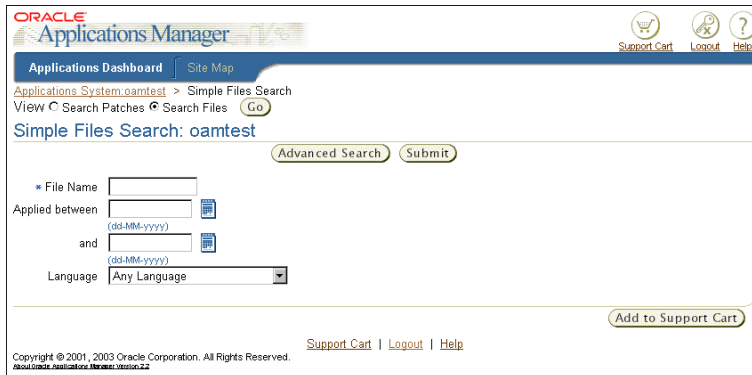 ORACLE
Applications Manager
Support Cart Logout Help
Applications Dashboard Site Map
Applications System:oamtest > Simple Files Search
View Search Patches Search Files Go
Simple Files Search: oamtest
Advanced Search Submit
* File Name
Applied between
(dd-MM-yyyy)
and
(dd-MM-yyyy)
Language Any Language
Add to Support Cart
Support Cart | Logout | Help
Copyright © 2001, 2003 Oracle Corporation. All Rights Reserved.
About Oracle Applications Manager Version 2.2